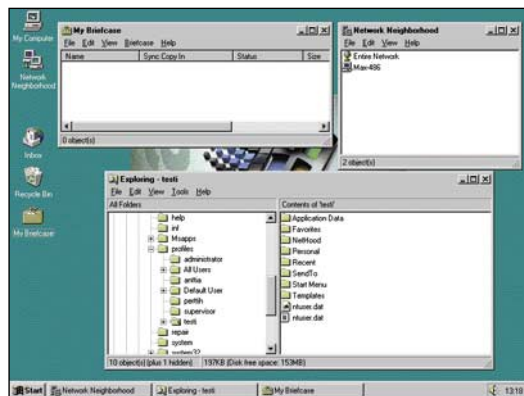 My Computer
Network
Neighborhood
Inbox
Recycle Bin
My Briefcase
My Briefcase
File Edit View Briefcase Help
Name Sync Copy In Status Size
0 object(s)
Network Neighborhood
File Edit View Help
Entire Network
Max-486
2 object(s)
Exploring - testi
File Edit View Tools Help
All Folders
Contents of 'testi'
help
inf
Msapps
profiles
administrator
All Users
anttia
Default User
perttih
supervisor
testi
repair
system
system32
Application Data
Favorites
NetHood
Personal
Recent
SendTo
Start Menu
Templates
ntuser.dat
ntuser.dat
10 object(s) (plus 1 hidden)
197KB (Disk free space: 153MB)
Start
Network Neighborhood
Exploring - testi
My Briefcase
13:18